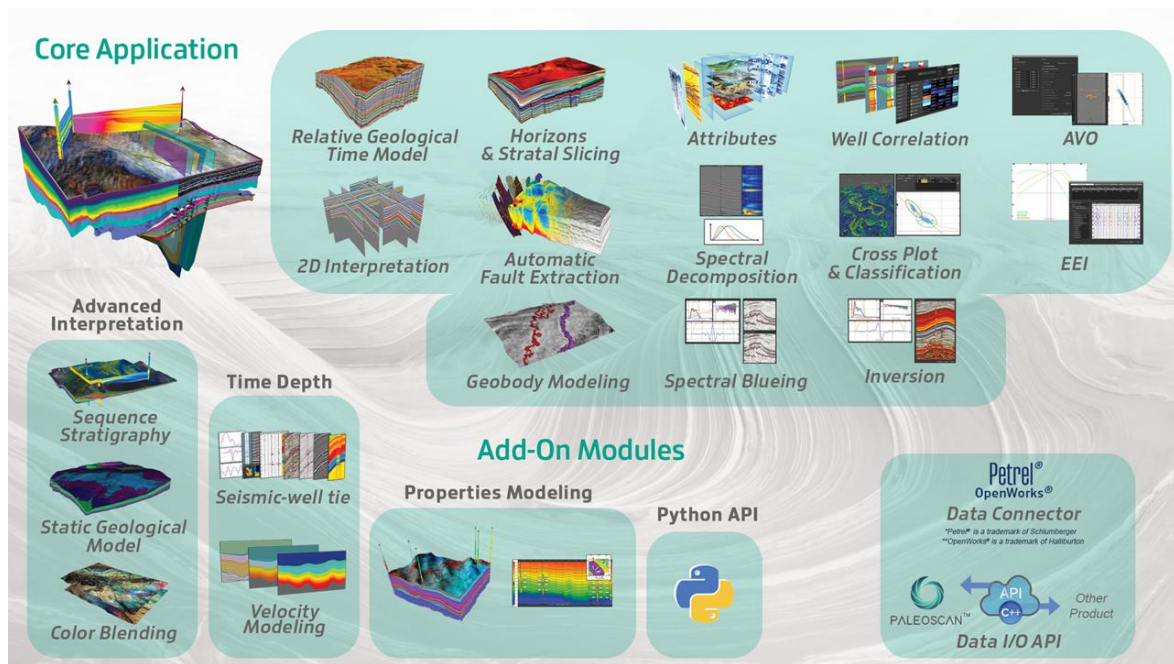 Core Application
Relative Geological
Time Model
Horizons
& Stratal Slicing
Attributes
Well Correlation
AVO
2D Interpretation
Automatic
Fault Extraction
Spectral
Decomposition
Cross Plot
& Classification
EEI
Geobody Modeling
Spectral Blueing
Inversion
Advanced
Interpretation
Sequence
Stratigraphy
Static Geological
Model
Color Blending
Time Depth
Seismic-well tie
Velocity
Modeling
Add-On Modules
Properties Modeling
Python API
Petrel®
OpenWorks®
Data Connector
*Petrel® is a trademark of Schlumberger
**OpenWorks® is a trademark of Halliburton
PALEOSCAN™
API
C++
Other
Product
Data I/O API